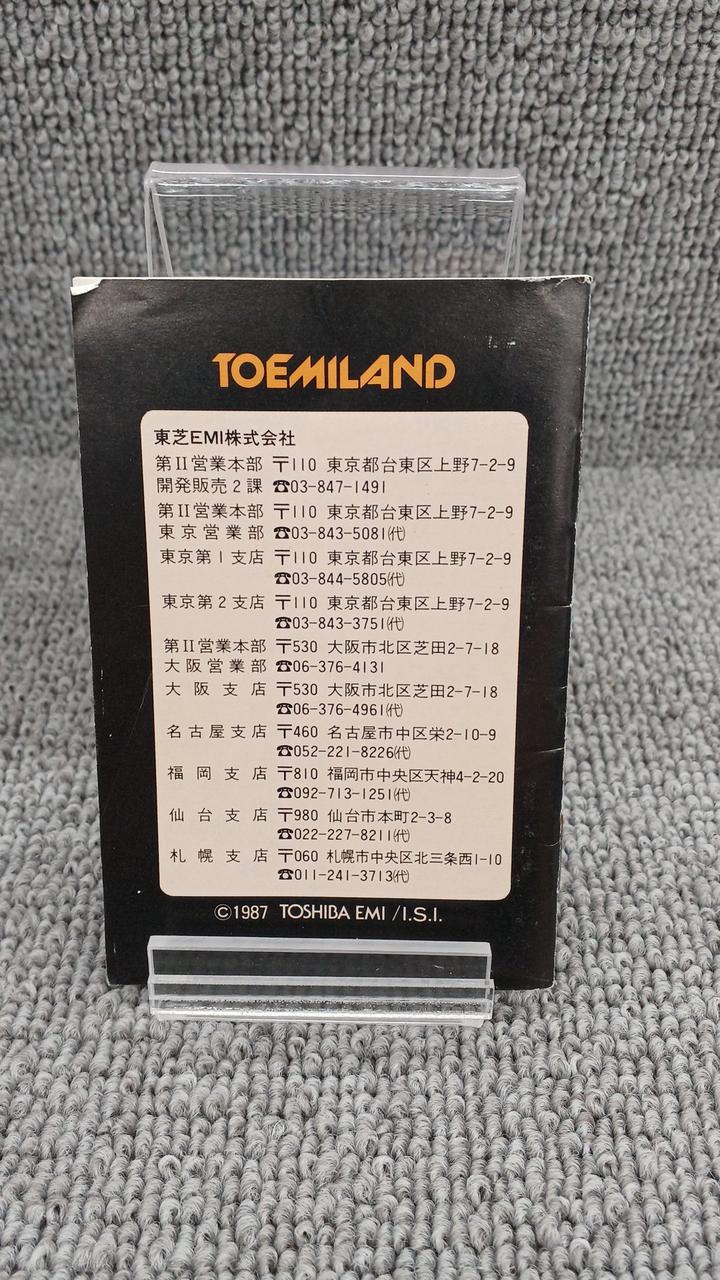 TOEMILAND
東芝EMI株式会社
第II営業本部 〒110 東京都台東区上野7-2-9
開発販売2課 ☎03-847-1491
第II営業本部 〒110 東京都台東区上野7-2-9
東京営業部 ☎03-843-5081㈹
東京第1支店 〒110 東京都台東区上野7-2-9
☎03-844-5805㈹
東京第2支店 〒110 東京都台東区上野7-2-9
☎03-843-3751㈹
第II営業本部 〒530 大阪市北区芝田2-7-18
大阪営業部 ☎06-376-4131
大阪支店 〒530 大阪市北区芝田2-7-18
☎06-376-4961㈹
名古屋支店 〒460 名古屋市中区栄2-10-9
☎052-221-8226㈹
福岡支店 〒810 福岡市中央区天神4-2-20
☎092-713-1251㈹
仙台支店 〒980 仙台市本町2-3-8
☎022-227-8211㈹
札幌支店 〒060 札幌市中央区北三条西1-10
☎011-241-3713㈹
©1987 TOSHIBA EMI /I.S.I.